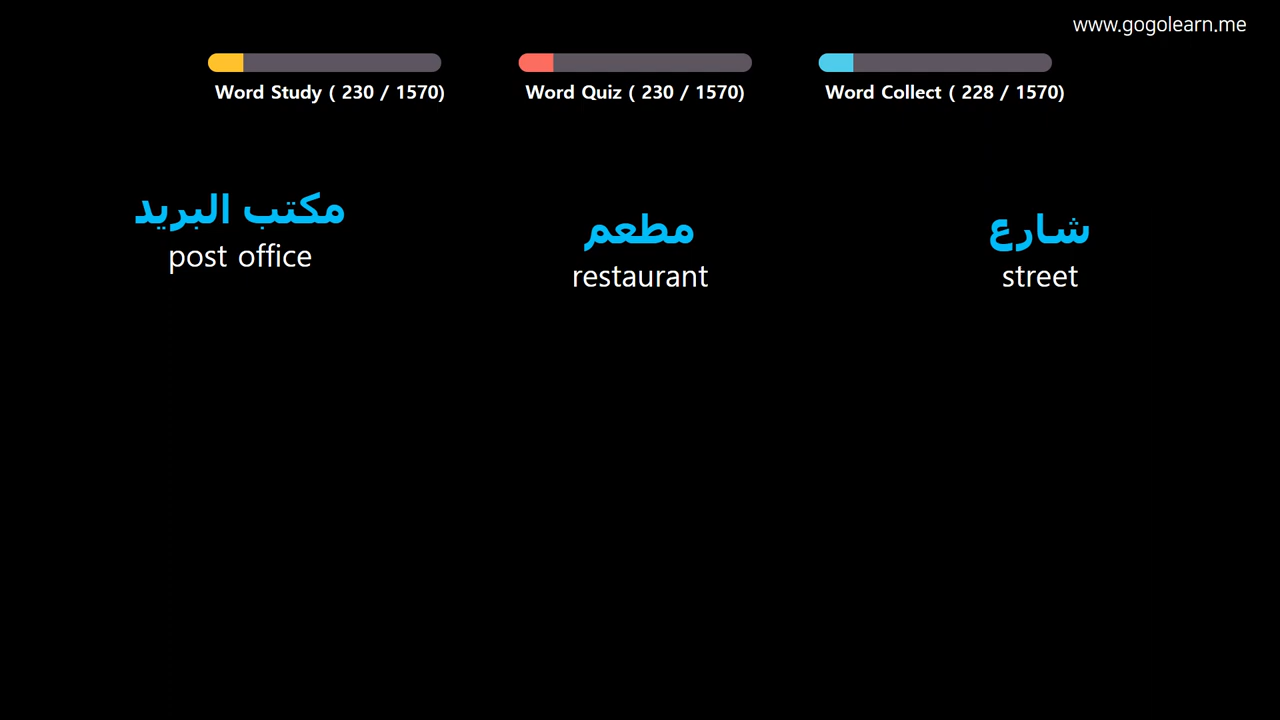 www.gogolearn.me
Word Study ( 230 / 1570)
Word Quiz ( 230 / 1570)
Word Collect ( 228 / 1570)
مكتب البريد
post office
مطعم
restaurant
شارع
street